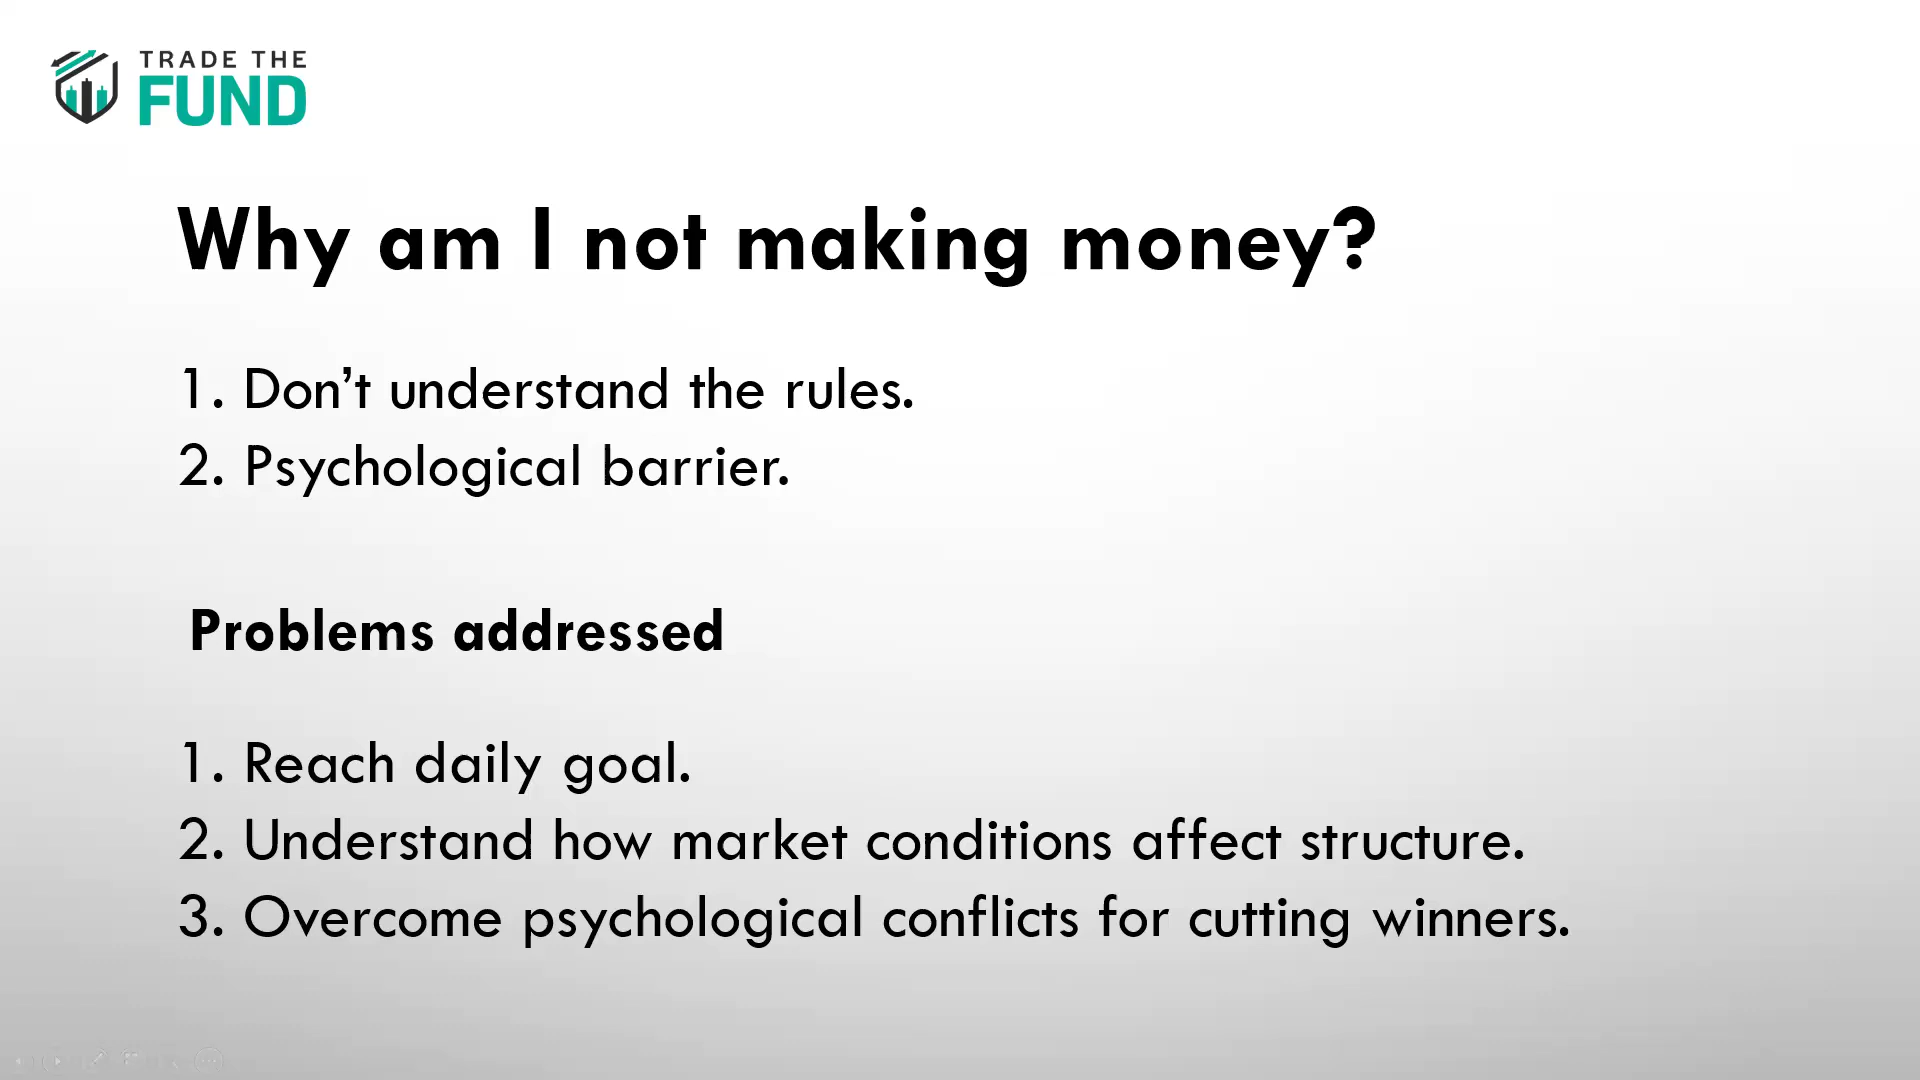 TRADE THE
FUND
Why am I not making money?
1. Don’t understand the rules.
2. Psychological barrier.
Problems addressed
1. Reach daily goal.
2. Understand how market conditions affect structure.
3. Overcome psychological conflicts for cutting winners.